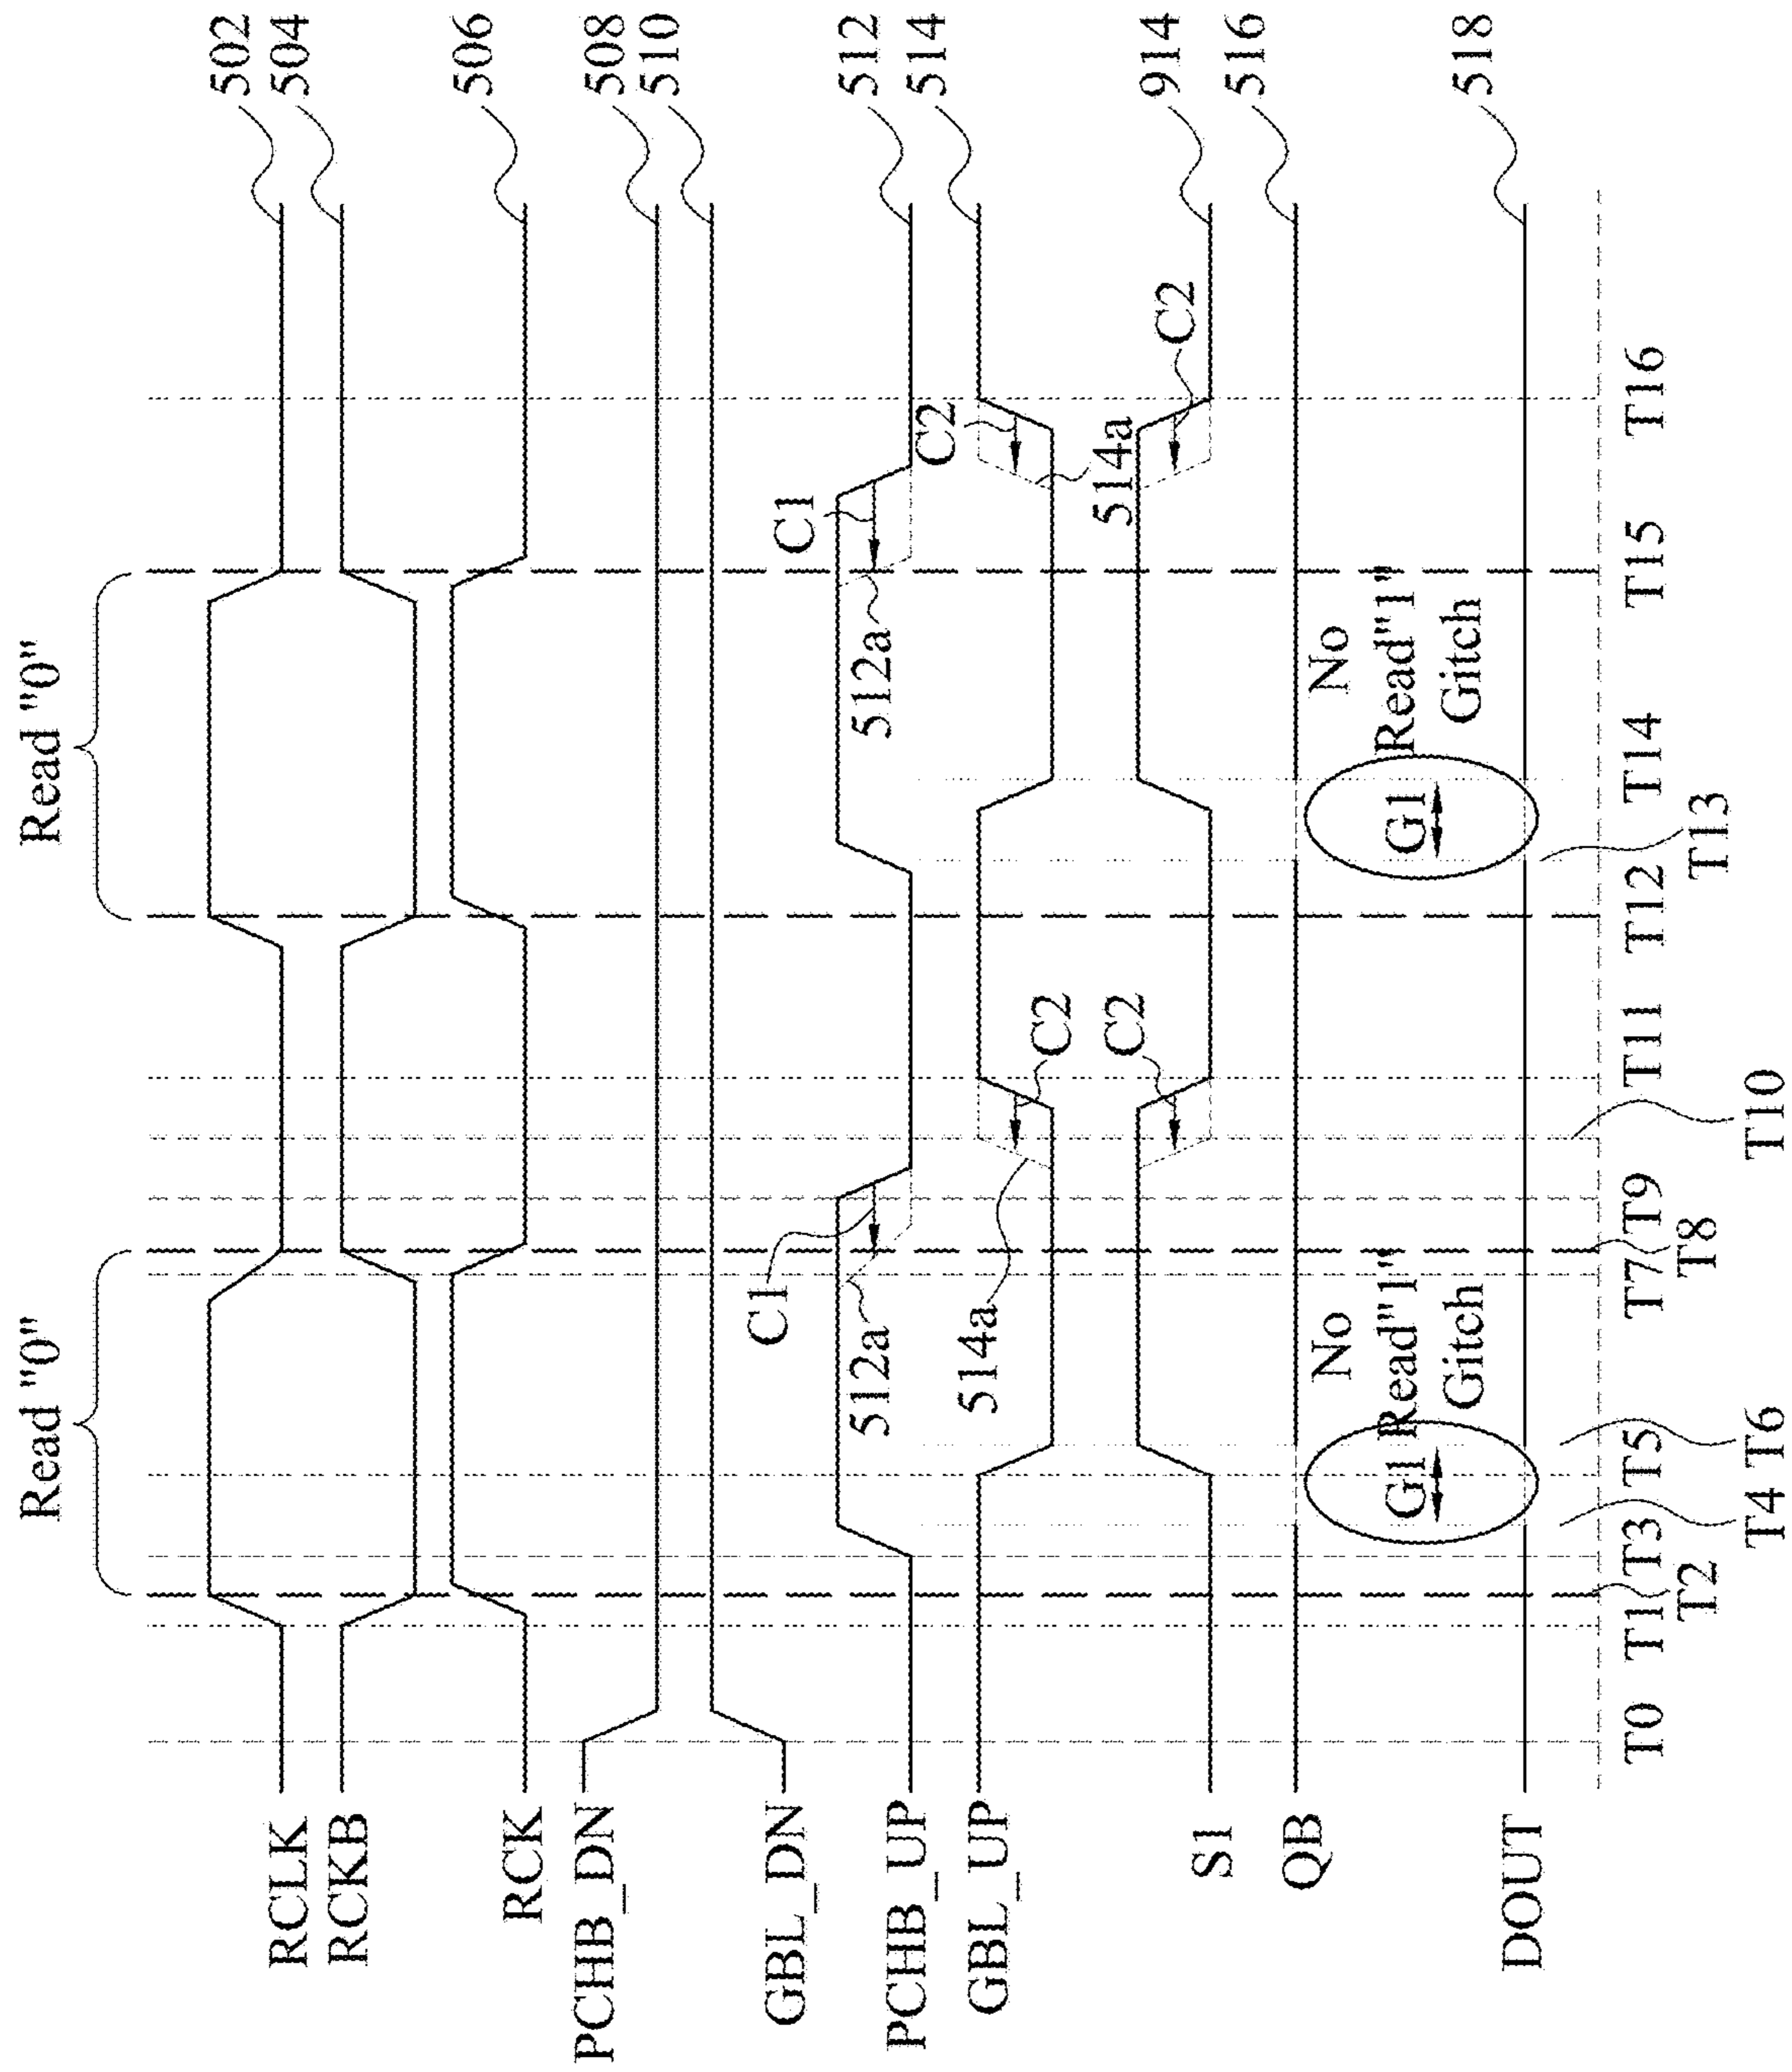 Read "0"
Read "0"
RCLK
502
RCKB
504
RCK
506
PCHB_DN
508
GBL_DN
510
PCHB_UP
512
GBL_UP
514
S1
914
QB
516
DOUT
518
C1
512a
C1
512a
C2
514a
C2
C2
514a
C2
No
Read"1"
Gitch
G1
No
Read"1"
Gitch
G1
T0
T1
T2
T3
T4
T5
T6
T7
T8
T9
T10
T11
T12
T13
T14
T15
T16